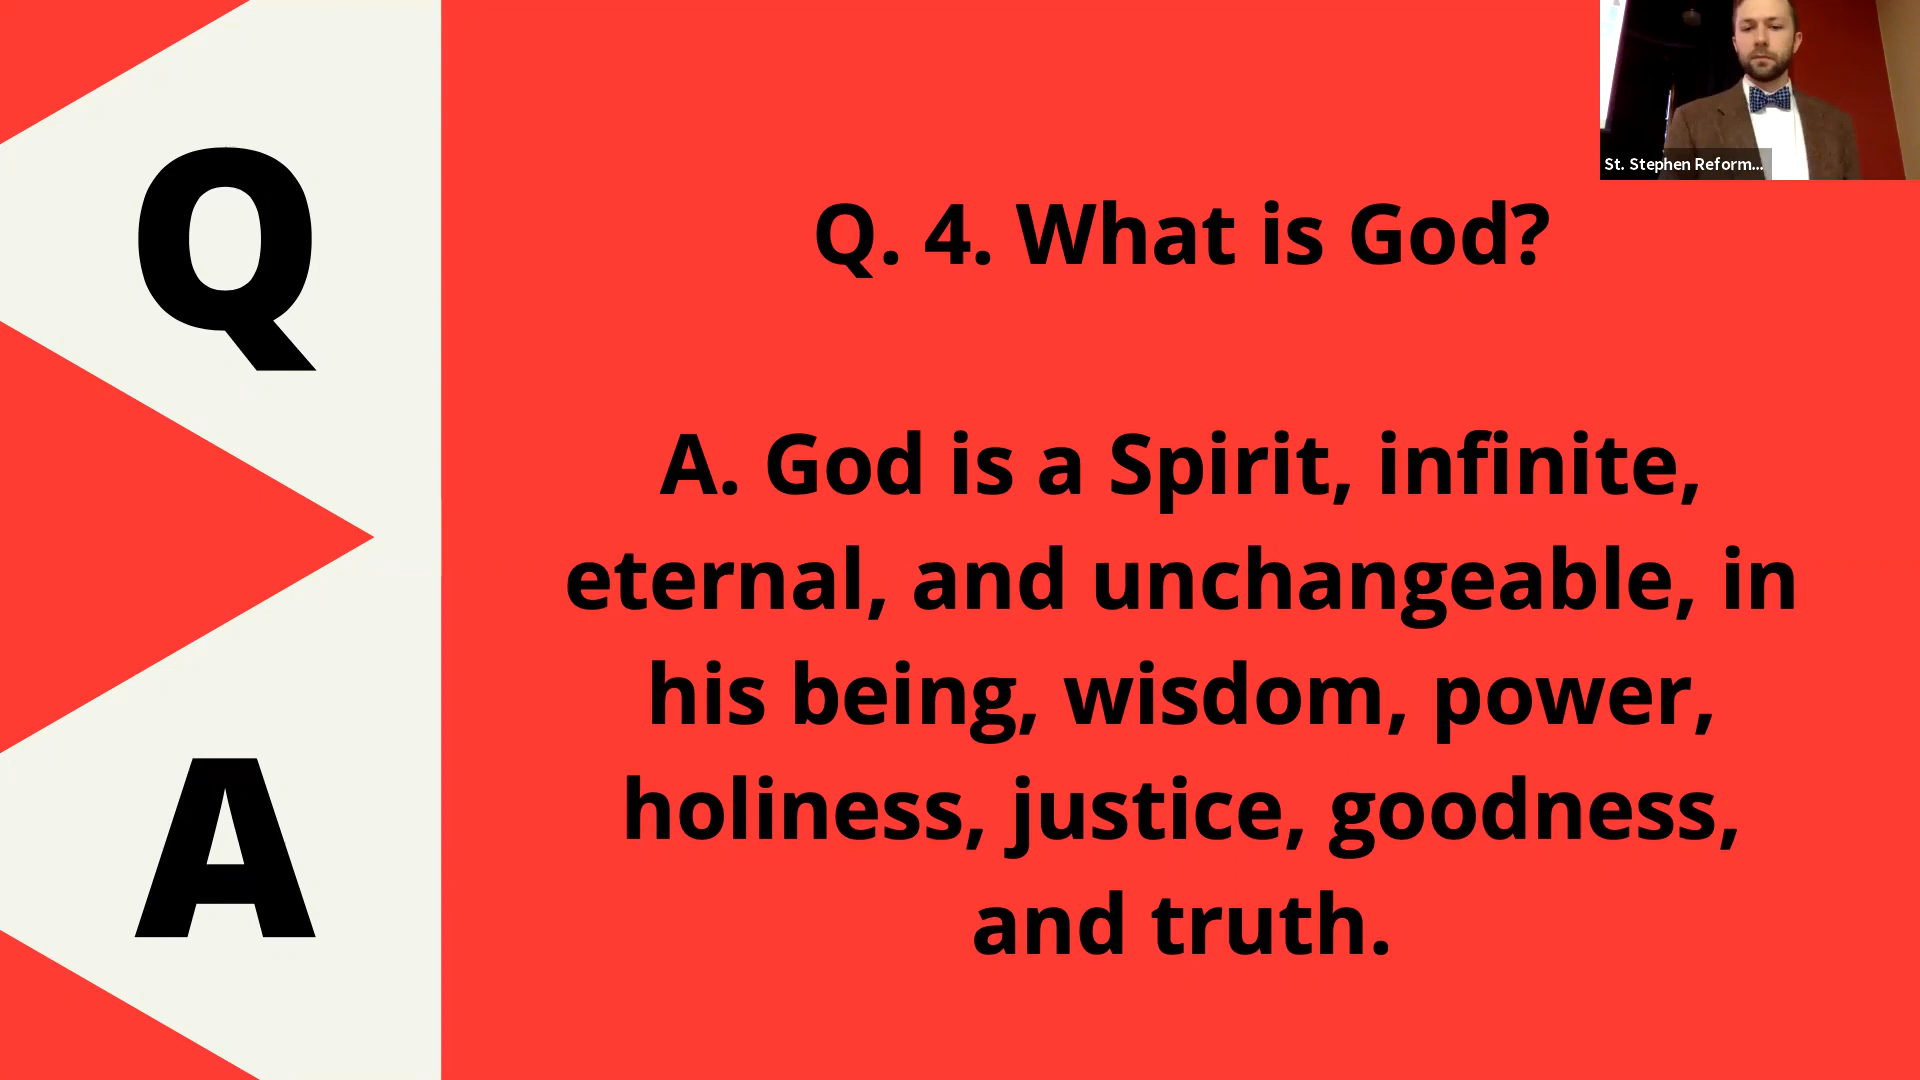 Q
A
St. Stephen Reform...
Q. 4. What is God?
A. God is a Spirit, infinite,
eternal, and unchangeable, in
his being, wisdom, power,
holiness, justice, goodness,
and truth.